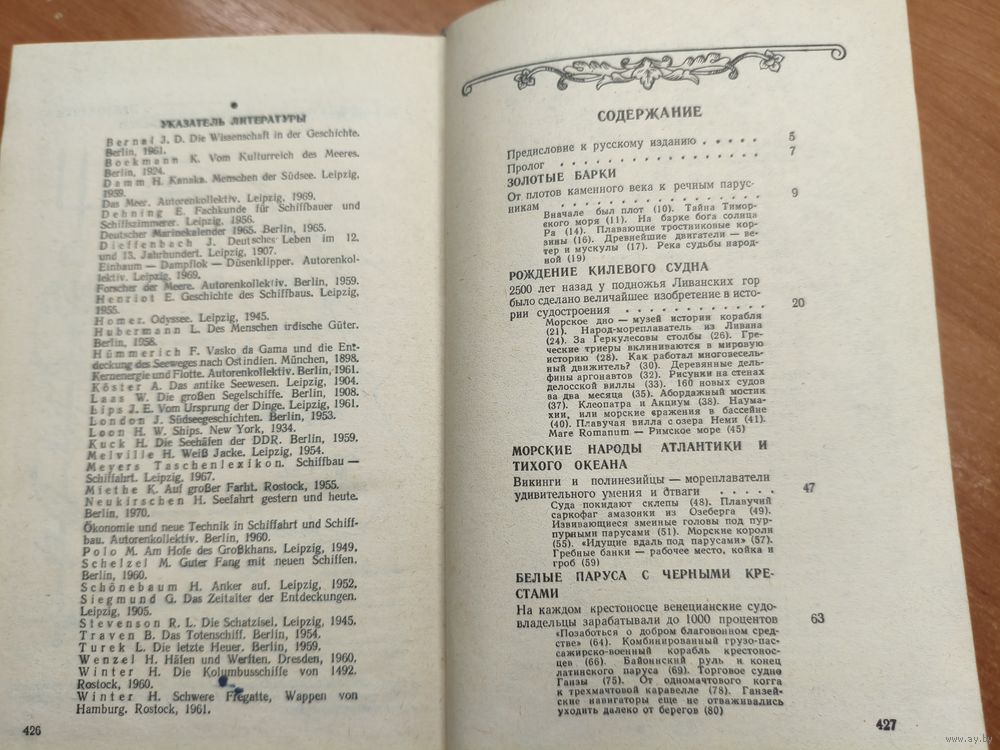 УКАЗАТЕЛЬ ЛИТЕРАТУРЫ
Bernal J. D. Die Wissenschaft in der Geschichte.
Berlin, 1961.
Boekmann K. Vom Kulturreich des Meeres.
Berlin, 1924.
Damm H. Kanaka. Menschen der Südsee. Leipzig,
1959.
Das Meer. Autorenkollektiv. Leipzig, 1969.
Dehning E. Fachkunde für Schiffbauer und
Schiffszimmerer. Leipzig, 1956.
Deutscher Marinekalender 1965. Berlin, 1965.
Dieffenbach J. Deutsches Leben im 12.
und 13. Jahrhundert. Leipzig, 1907.
Einbaum — Dampflok — Düsenklipper. Autorenkol-
lektiv. Leipzig, 1969.
Forscher der Meere. Autorenkollektiv. Berlin, 1959.
Henriot E. Geschichte des Schiffbaus. Leipzig,
1955.
Homer. Odyssee. Leipzig, 1945.
Hubermann L. Des Menschen irdische Güter.
Berlin, 1958.
Hümmerich F. Vasko da Gama und die Ent-
deckung des Seeweges nach Ostindien. München, 1898.
Kernenergie und Flotte. Autorenkollektiv. Berlin, 1961.
Köster A. Das antike Seewesen. Leipzig, 1904.
Laas W. Die großen Segelschiffe. Berlin, 1908.
Lips J. E. Vom Ursprung der Dinge. Leipzig, 1961.
London J. Südseegeschichten. Berlin, 1953.
Loon H. W. Ships. New York, 1934.
Kuck H. Die Seehäfen der DDR. Berlin, 1959.
Melville H. Weiß Jacke. Leipzig, 1954.
Meyers Taschenlexikon. Schiffbau —
Schiffahrt. Leipzig, 1967.
Miethe K. Auf großer Farht. Rostock, 1955.
Neukirschen H. Seefahrt gestern und heute.
Berlin, 1970.
Ökonomie und neue Technik in Schiffahrt und Schiff-
bau. Autorenkollektiv. Berlin, 1960.
Polo M. Am Hofe des Großkhans. Leipzig, 1949.
Schelzel M. Guter Fang mit neuen Schiffen.
Berlin, 1960.
Schönebaum H. Anker auf. Leipzig, 1952.
Siegmund G. Das Zeitalter der Entdeckungen.
Leipzig, 1905.
Stevenson R. L. Die Schatzisel. Leipzig, 1945.
Traven B. Das Totenschiff. Berlin, 1954.
Turek L. Die letzte Heuer. Berlin, 1959.
Wenzel H. Häfen und Werften. Dresden, 1960.
Winter H. Die Kolumbusschiffe von 1492.
Rostock, 1960.
Winter H. Schwere Fregatte, Wappen von
Hamburg. Rostock, 1961.
426
СОДЕРЖАНИЕ
Предисловие к русскому изданию . . . . . 5
Пролог . . . . . . . . . . . . . . . 7
ЗОЛОТЫЕ БАРКИ
От плотов каменного века к речным парус-
никам . . . . . . . . . . . . . . . 9
Вначале был плот (10). Тайна Тимор-
ского моря (11). На барке бога солнца
Ра (14). Плавающие тростниковые кор-
зины (16). Древнейшие двигатели — ве-
тер и мускулы (17). Река судьбы народ-
ной (19)
РОЖДЕНИЕ КИЛЕВОГО СУДНА
2500 лет назад у подножья Ливанских гор
было сделано величайшее изобретение в исто-
рии судостроения . . . . . . . . . . . 20
Морское дно — музей истории корабля
(21). Народ-мореплаватель из Ливана
(24). За Геркулесовы столбы (26). Гре-
ческие триеры вклиниваются в мировую
историю (28). Как работал многовесель-
ный движитель? (30). Деревянные дель-
фины аргонавтов (32). Рисунки на стенах
делосской виллы (33). 160 новых судов
за два месяца (35). Абордажный мостик
(37). Клеопатра и Акциум (38). Наума-
хии, или морские сражения в бассейне
(40). Плавучая вилла с озера Неми (41).
Mare Romanum — Римское море (45)
МОРСКИЕ НАРОДЫ АТЛАНТИКИ И
ТИХОГО ОКЕАНА
Викинги и полинезийцы — мореплаватели
удивительного умения и отваги . . . . . 47
Суда покидают склепы (48). Плавучий
саркофаг амазонки из Озеберга (49).
Извивающиеся змеиные головы под пур-
пурными парусами (51). Морские короли
(55). «Идущие вдаль под парусами» (57).
Гребные банки — рабочее место, койка и
гроб (59)
БЕЛЫЕ ПАРУСА С ЧЕРНЫМИ КРЕ-
СТАМИ
На каждом крестоносце венецианские судо-
владельцы зарабатывали до 1000 процентов 63
«Позаботься о добром благовонном сред-
стве» (64). Комбинированный грузо-пас-
сажирско-военный корабль крестонос-
цев (66). Байоннский руль и конец
латинского паруса (69). Торговое судно
Ганзы (75). От одномачтового когга
к трехмачтовой каравелле (78). Ганзей-
ские навигаторы еще не отваживались
уходить далеко от берегов (80)
427
www.ay.by